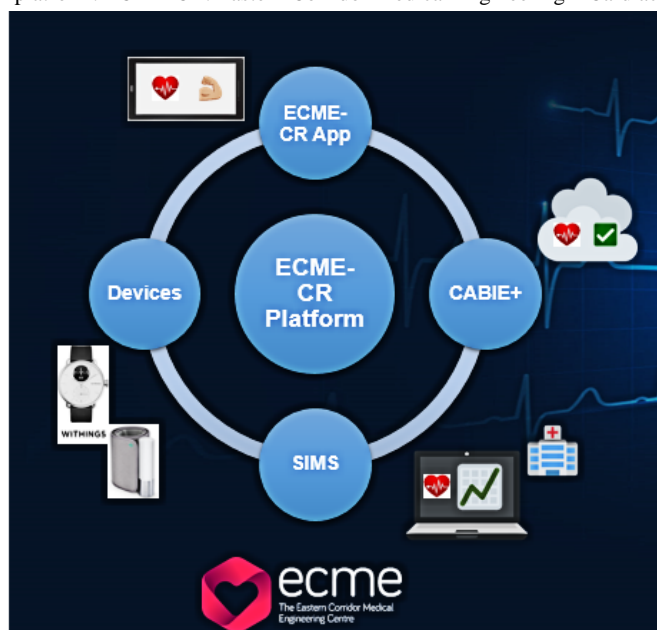 ECME-
CR App
Devices
ECME-
CR
Platform
CABIE+
WITHINGS
SIMS
ecme
The Eastern Corridor Medical
Engineering Centre